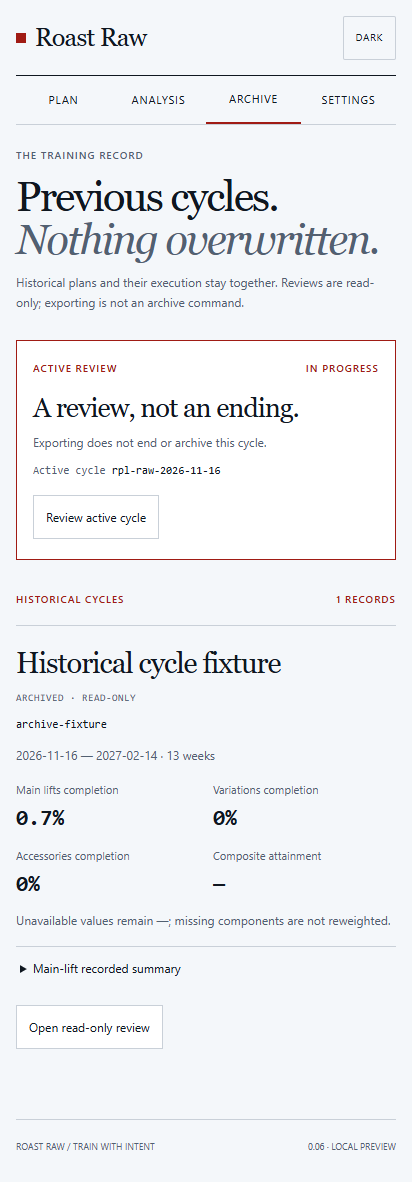 Roast Raw
DARK
PLAN ANALYSIS ARCHIVE SETTINGS
THE TRAINING RECORD
Previous cycles.
Nothing overwritten.
Historical plans and their execution stay together. Reviews are read-
only; exporting is not an archive command.
ACTIVE REVIEW IN PROGRESS
A review, not an ending.
Exporting does not end or archive this cycle.
Active cycle rpl-raw-2026-11-16
Review active cycle
HISTORICAL CYCLES 1 RECORDS
Historical cycle fixture
ARCHIVED · READ-ONLY
archive-fixture
2026-11-16 — 2027-02-14 · 13 weeks
Main lifts completion Variations completion
0.7% 0%
Accessories completion Composite attainment
0% —
Unavailable values remain —; missing components are not reweighted.
Main-lift recorded summary
Open read-only review
ROAST RAW / TRAIN WITH INTENT 0.06 · LOCAL PREVIEW